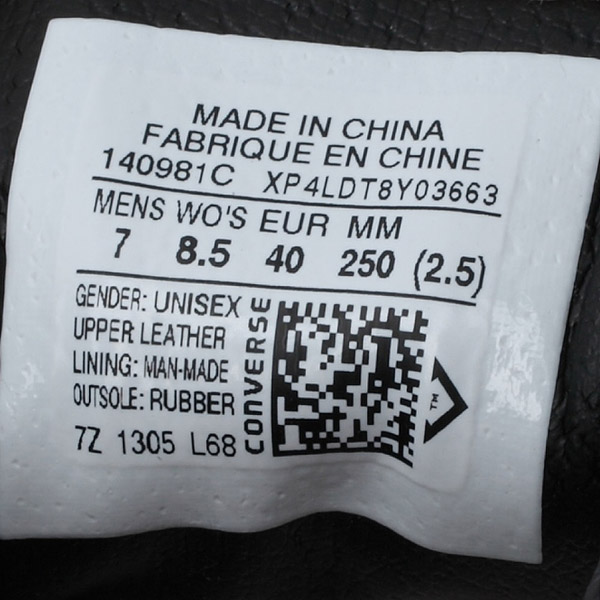 MADE IN CHINA
FABRIQUE EN CHINE
140981C XP4LDT8Y03663
MENS WO'S EUR MM
7 8.5 40 250 (2.5)
GENDER: UNISEX
UPPER LEATHER
LINING: MAN-MADE
OUTSOLE: RUBBER
7Z 1305 L68
CONVERSE
TM